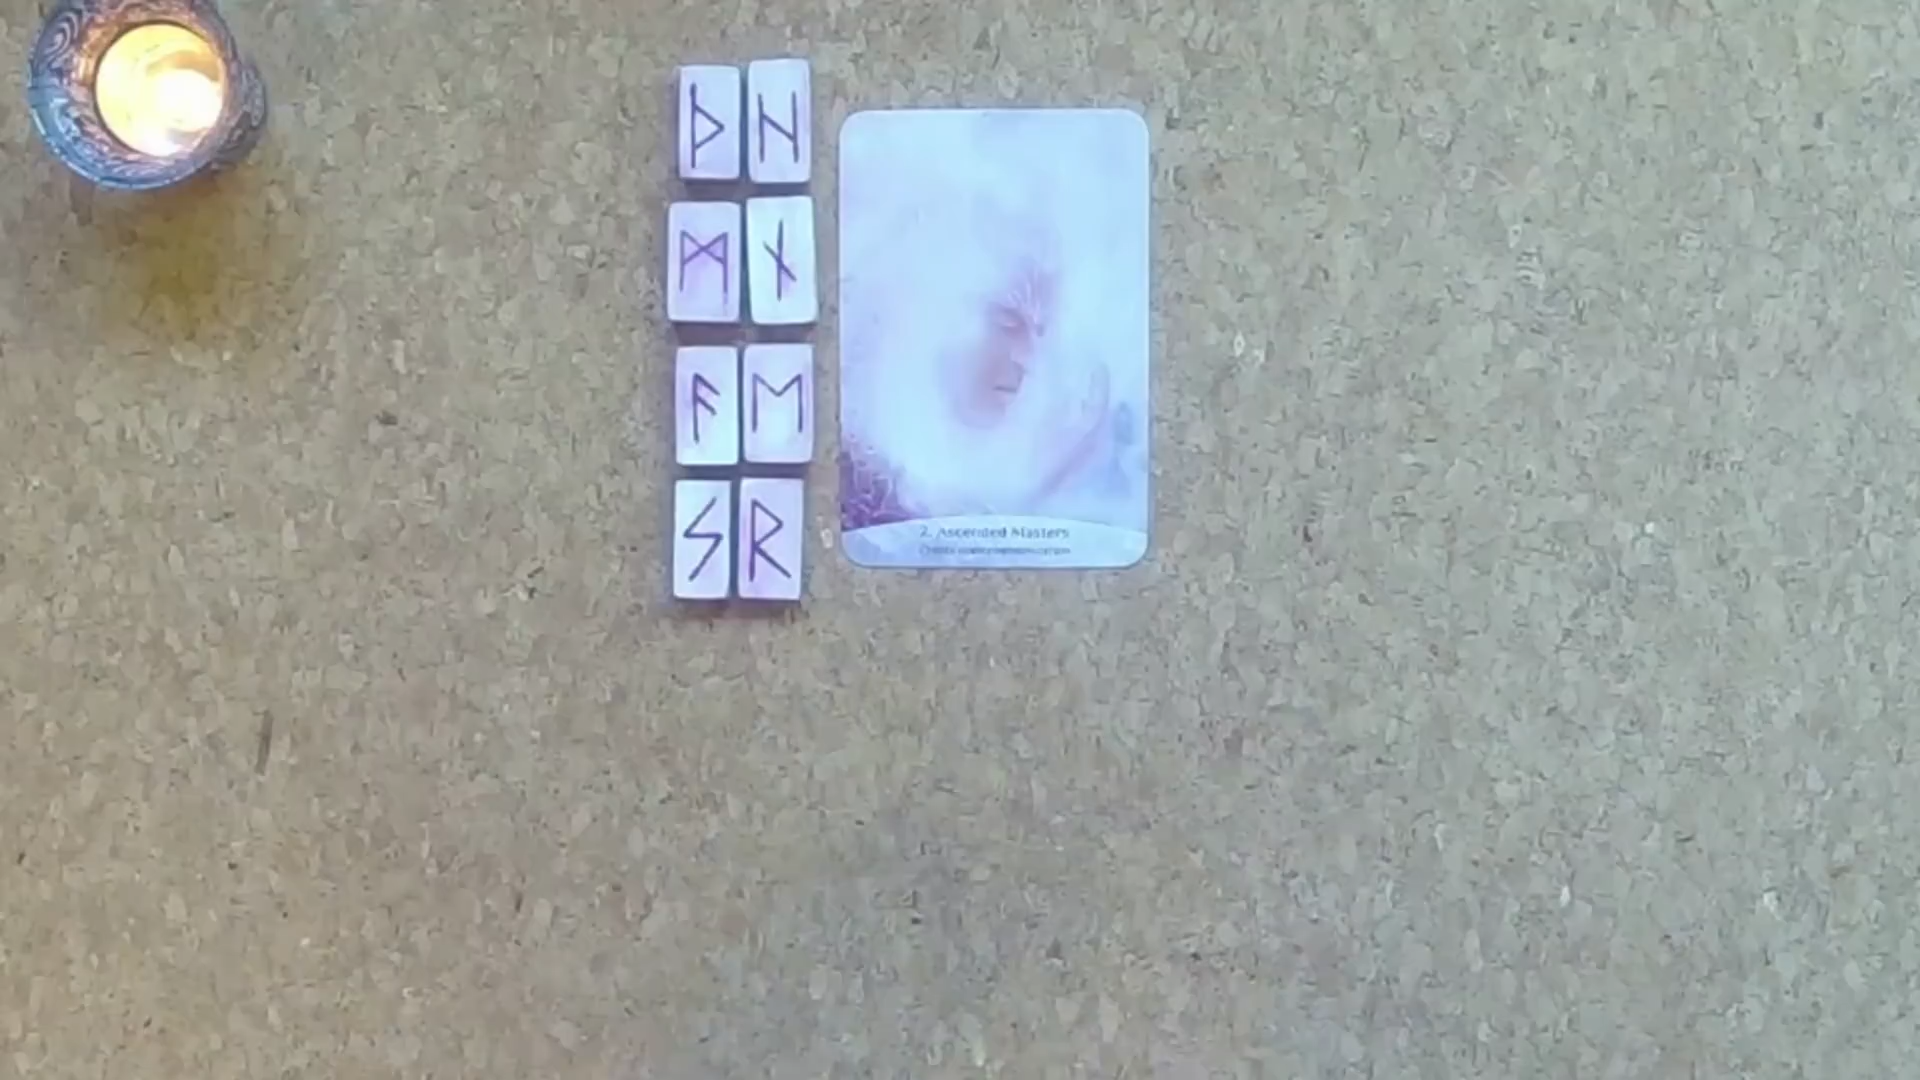 ᚦ ᚺ
ᛗ ᚾ
ᚨ ᛖ
ᛋ ᚱ
2. Ascended Masters